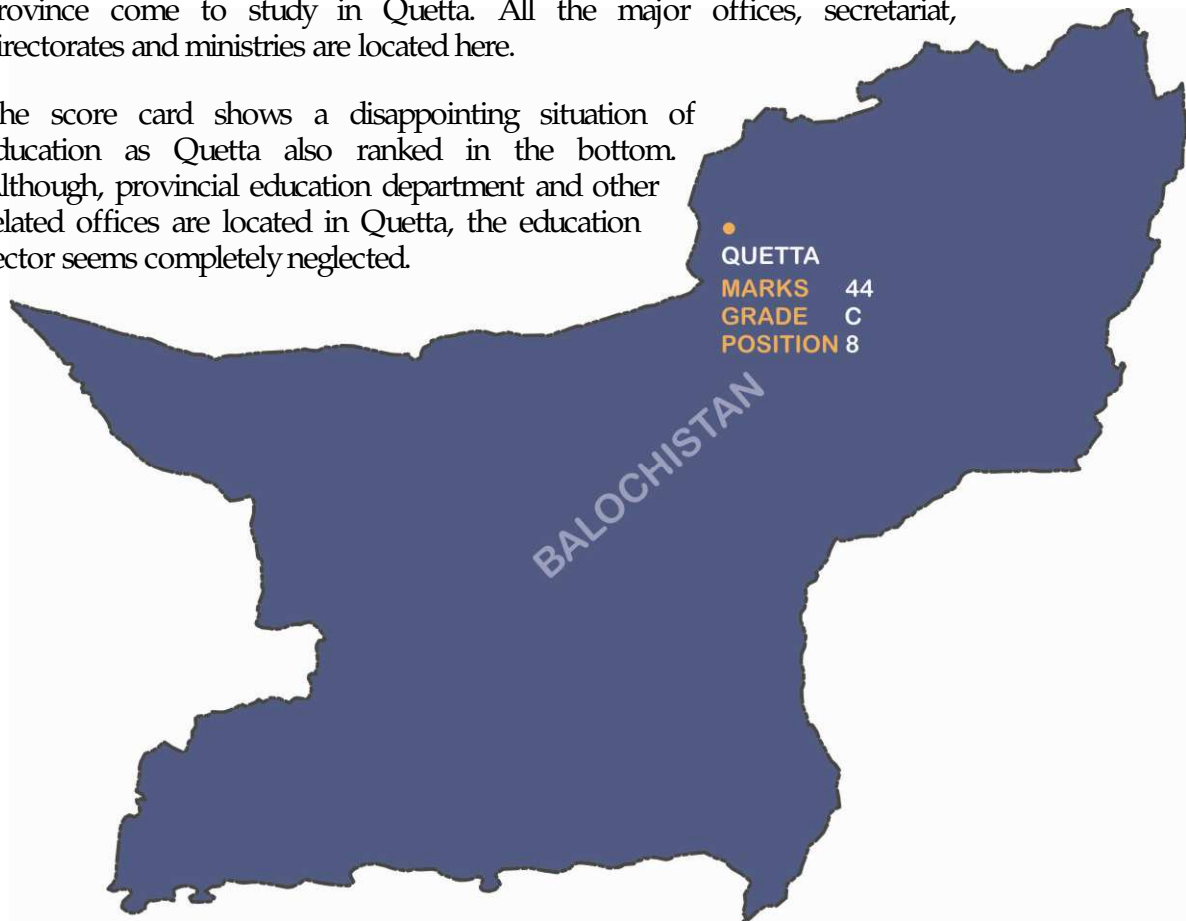 rovince come to study in Quetta. All the major offices, secretariat,
irectorates and ministries are located here.
he score card shows a disappointing situation of
ducation as Quetta also ranked in the bottom.
lthough, provincial education department and other
elated offices are located in Quetta, the education
ector seems completely neglected.
QUETTA
MARKS 44
GRADE C
POSITION 8
BALOCHISTAN